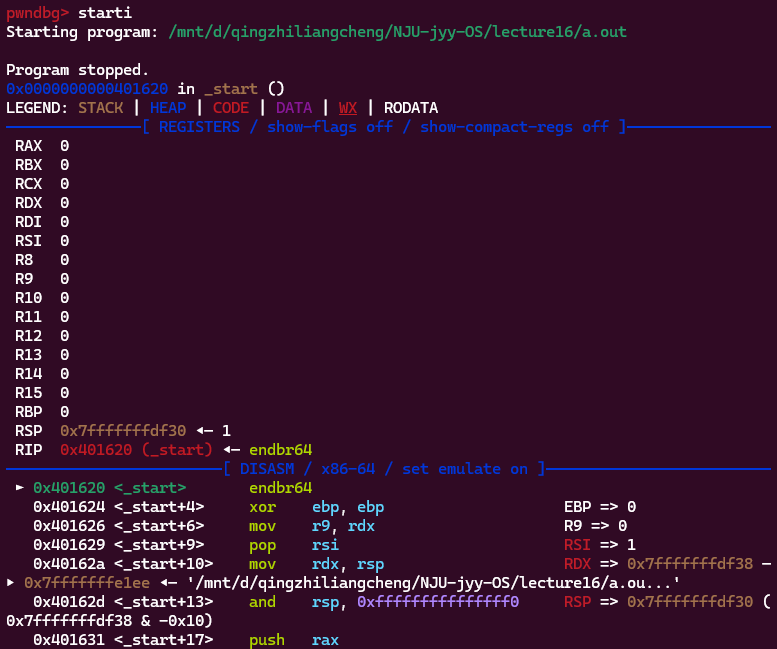 pwndbg> starti
Starting program: /mnt/d/qingzhiliangcheng/NJU-jyy-OS/lecture16/a.out
Program stopped.
0x0000000000401620 in _start ()
LEGEND: STACK | HEAP | CODE | DATA | WX | RODATA
[ REGISTERS / show-flags off / show-compact-regs off ]
RAX  0
RBX  0
RCX  0
RDX  0
RDI  0
RSI  0
R8   0
R9   0
R10  0
R11  0
R12  0
R13  0
R14  0
R15  0
RBP  0
RSP  0x7fffffffdf30 ◂— 1
RIP  0x401620 (_start) ◂— endbr64
[ DISASM / x86-64 / set emulate on ]
► 0x401620 <_start>       endbr64
0x401624 <_start+4>     xor    ebp, ebp                    EBP => 0
0x401626 <_start+6>     mov    r9, rdx                     R9 => 0
0x401629 <_start+9>     pop    rsi                         RSI => 1
0x40162a <_start+10>    mov    rdx, rsp                    RDX => 0x7fffffffdf38 —
▸ 0x7fffffffe1ee ◂— '/mnt/d/qingzhiliangcheng/NJU-jyy-OS/lecture16/a.ou...'
0x40162d <_start+13>    and    rsp, 0xfffffffffffffff0     RSP => 0x7fffffffdf30 (
0x7fffffffdf38 & -0x10)
0x401631 <_start+17>    push   rax